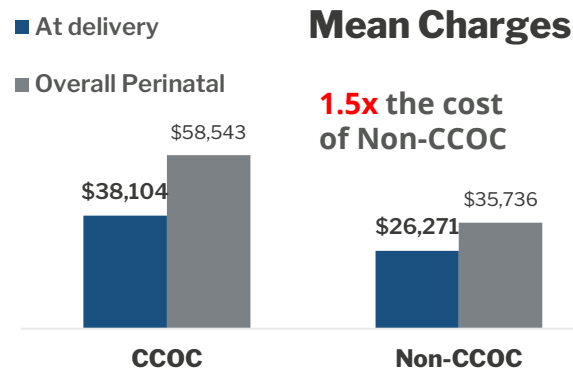 At delivery
Mean Charges
Overall Perinatal
1.5x the cost
of Non-CCOC
$58,543
$38,104
$35,736
$26,271
CCOC
Non-CCOC